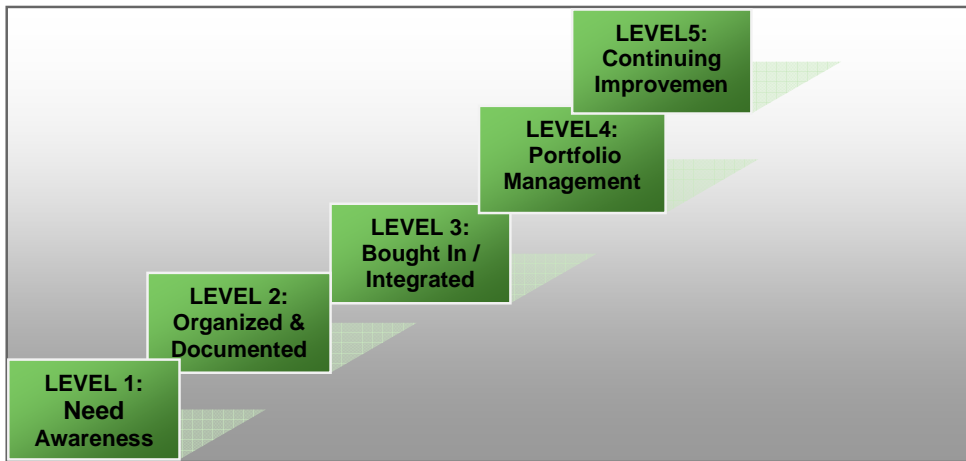 LEVEL5:
Continuing
Improvemen
LEVEL4:
Portfolio
Management
LEVEL 3:
Bought In /
Integrated
LEVEL 2:
Organized &
Documented
LEVEL 1:
Need
Awareness